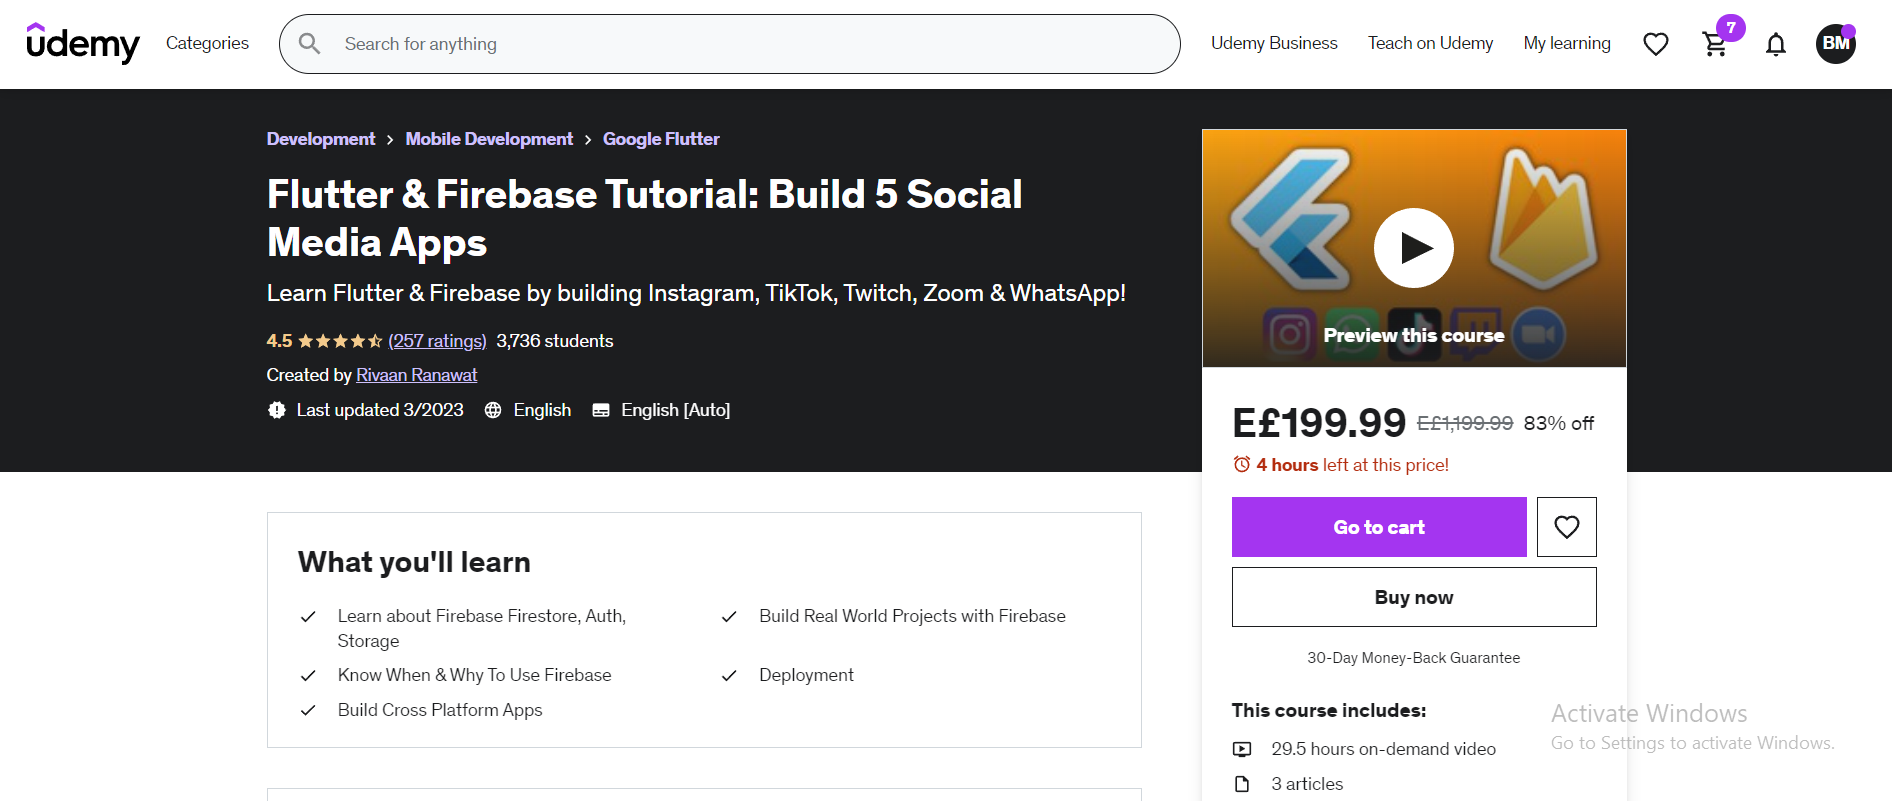 udemy
Categories
Search for anything
Udemy Business
Teach on Udemy
My learning
7
BM
Development > Mobile Development > Google Flutter
Flutter & Firebase Tutorial: Build 5 Social
Media Apps
Learn Flutter & Firebase by building Instagram, TikTok, Twitch, Zoom & WhatsApp!
4.5 (257 ratings) 3,736 students
Created by Rivaan Ranawat
Last updated 3/2023 English English [Auto]
Preview this course
E£199.99 E£1,199.99 83% off
4 hours left at this price!
Go to cart
Buy now
30-Day Money-Back Guarantee
This course includes:
29.5 hours on-demand video
3 articles
What you'll learn
Learn about Firebase Firestore, Auth,
Storage
Build Real World Projects with Firebase
Know When & Why To Use Firebase
Deployment
Build Cross Platform Apps
Activate Windows
Go to Settings to activate Windows.